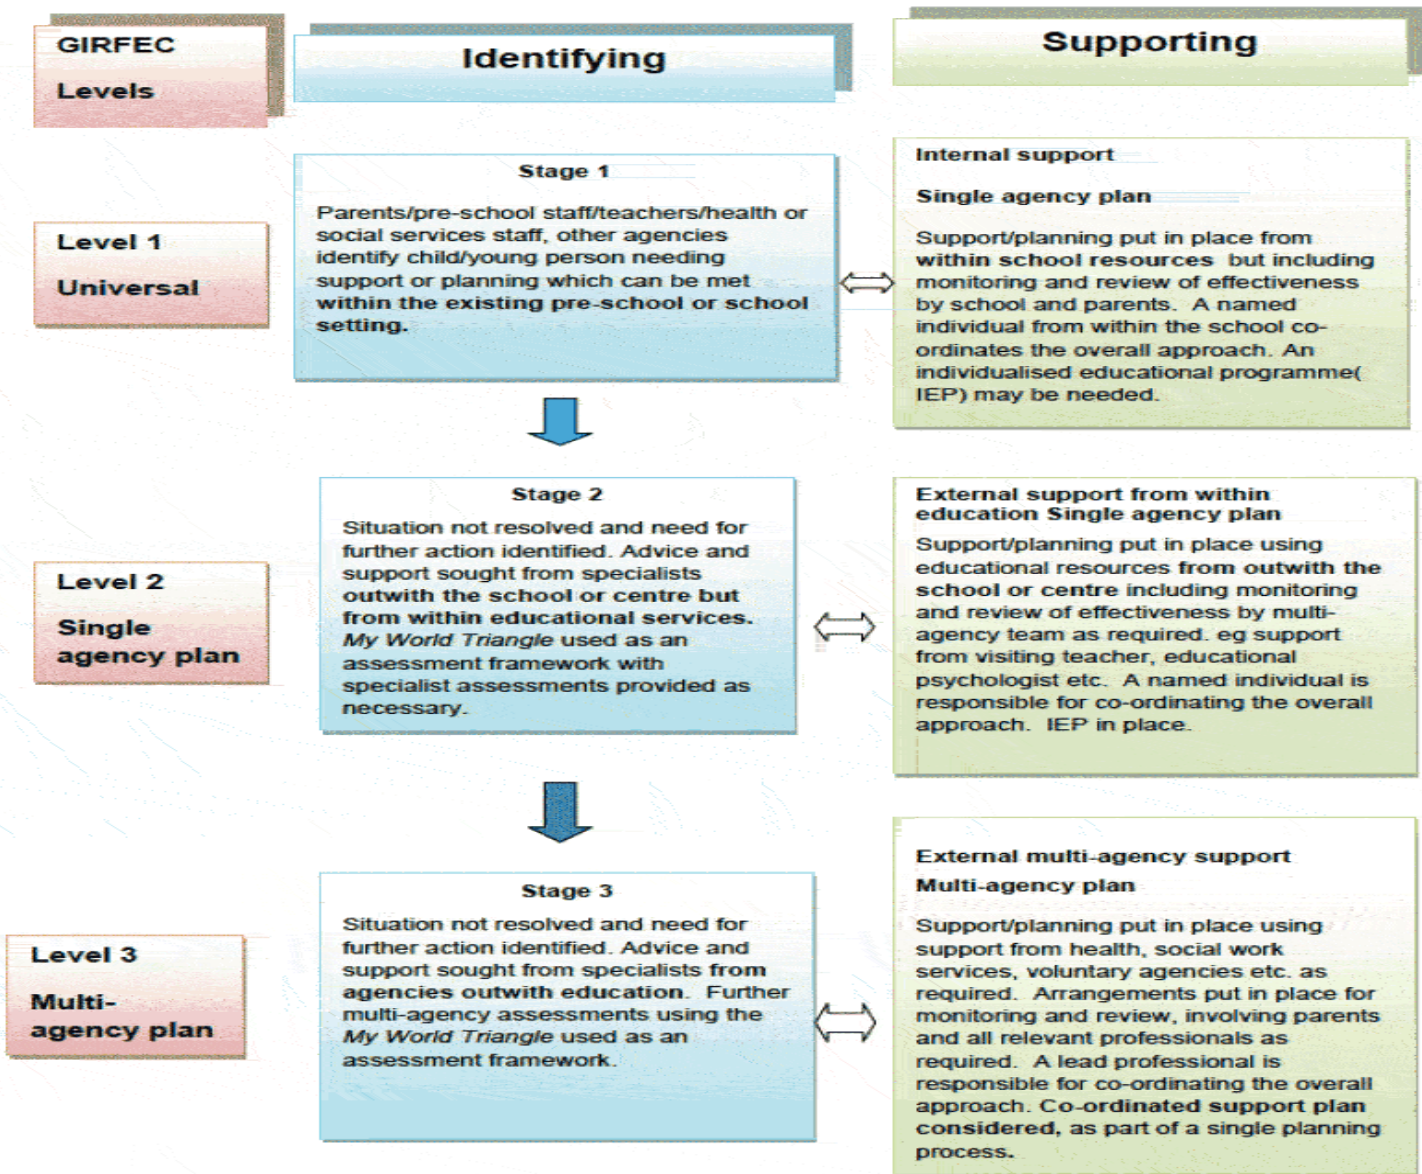 GIRFEC
Levels
Identifying
Supporting
Level 1
Universal
Stage 1
Parents/pre-school staff/teachers/health or
social services staff, other agencies
identify child/young person needing
support or planning which can be met
within the existing pre-school or school
setting.
Internal support
Single agency plan
Support/planning put in place from
within school resources but including
monitoring and review of effectiveness
by school and parents. A named
individual from within the school co-
ordinates the overall approach. An
individualised educational programme(
IEP) may be needed.
Level 2
Single
agency plan
Stage 2
Situation not resolved and need for
further action identified. Advice and
support sought from specialists
outwith the school or centre but
from within educational services.
My World Triangle used as an
assessment framework with
specialist assessments provided as
necessary.
External support from within
education Single agency plan
Support/planning put in place using
educational resources from outwith the
school or centre including monitoring
and review of effectiveness by multi-
agency team as required. eg support
from visiting teacher, educational
psychologist etc. A named individual is
responsible for co-ordinating the overall
approach. IEP in place.
Level 3
Multi-
agency plan
Stage 3
Situation not resolved and need for
further action identified. Advice and
support sought from specialists from
agencies outwith education. Further
multi-agency assessments using the
My World Triangle used as an
assessment framework.
External multi-agency support
Multi-agency plan
Support/planning put in place using
support from health, social work
services, voluntary agencies etc. as
required. Arrangements put in place for
monitoring and review, involving parents
and all relevant professionals as
required. A lead professional is
responsible for co-ordinating the overall
approach. Co-ordinated support plan
considered, as part of a single planning
process.